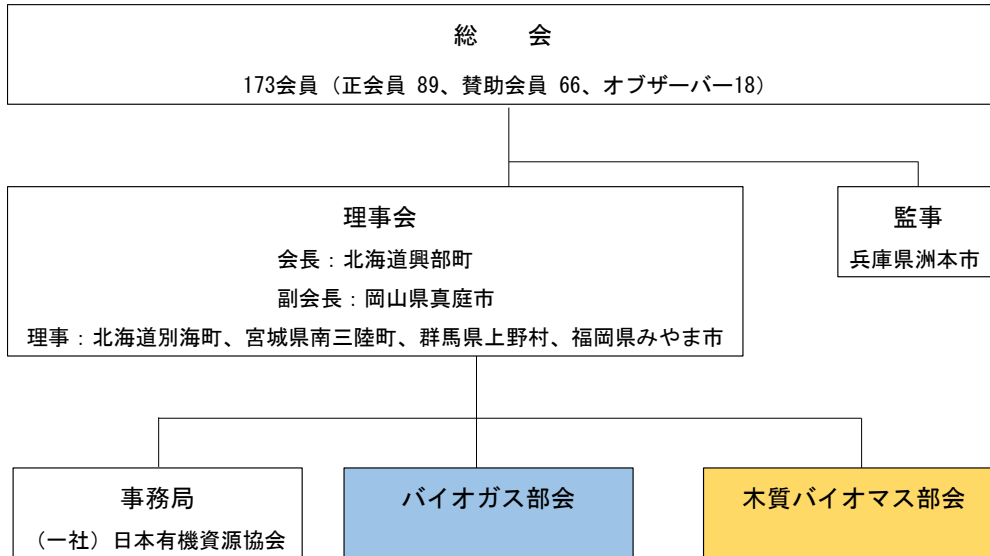 総　会
173会員（正会員 89、賛助会員 66、オブザーバー18）
理事会
会長：北海道興部町
副会長：岡山県真庭市
理事：北海道別海町、宮城県南三陸町、群馬県上野村、福岡県みやま市
監事
兵庫県洲本市
事務局
（一社）日本有機資源協会
バイオガス部会
木質バイオマス部会